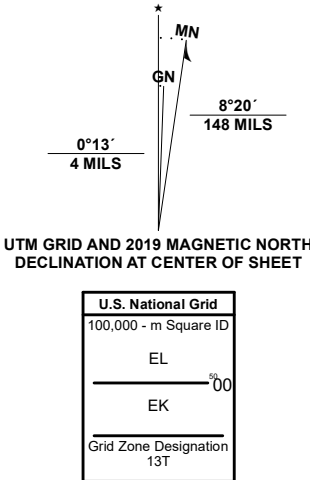 ★
MN
GN
8°20´
148 MILS
0°13´
4 MILS
UTM GRID AND 2019 MAGNETIC NORTH
DECLINATION AT CENTER OF SHEET
U.S. National Grid
100,000 - m Square ID
EL
50 00
EK
Grid Zone Designation
13T